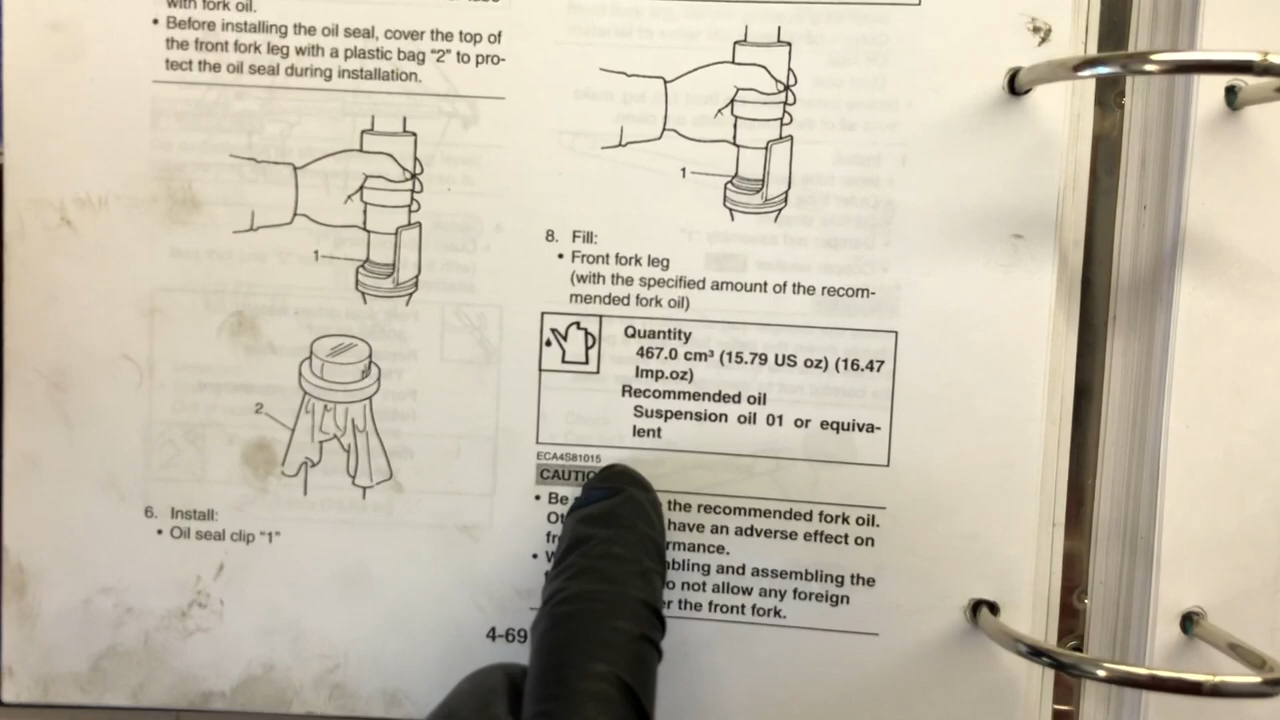 with fork oil.
• Before installing the oil seal, cover the top of
the front fork leg with a plastic bag “2” to pro-
tect the oil seal during installation.
1
2
6. Install:
• Oil seal clip “1”
1
8. Fill:
• Front fork leg
(with the specified amount of the recom-
mended fork oil)
Quantity
467.0 cm³ (15.79 US oz) (16.47
Imp.oz)
Recommended oil
Suspension oil 01 or equiva-
lent
ECA4S81015
• Be the recommended fork oil.
have an adverse effect on
•
and assembling the
not allow any foreign
the front fork.
4-69